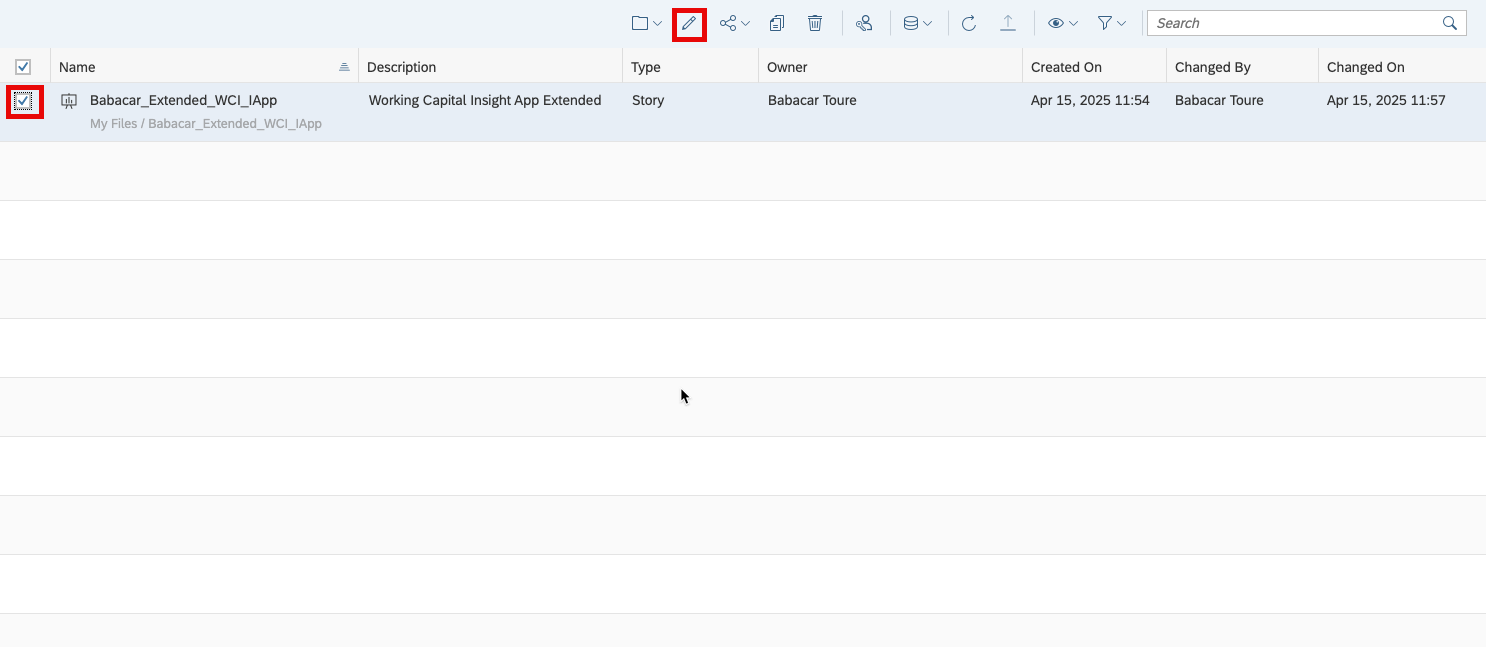 Search
Name Description Type Owner Created On Changed By Changed On
Babacar_Extended_WCI_IApp Working Capital Insight App Extended Story Babacar Toure Apr 15, 2025 11:54 Babacar Toure Apr 15, 2025 11:57
My Files / Babacar_Extended_WCI_IApp